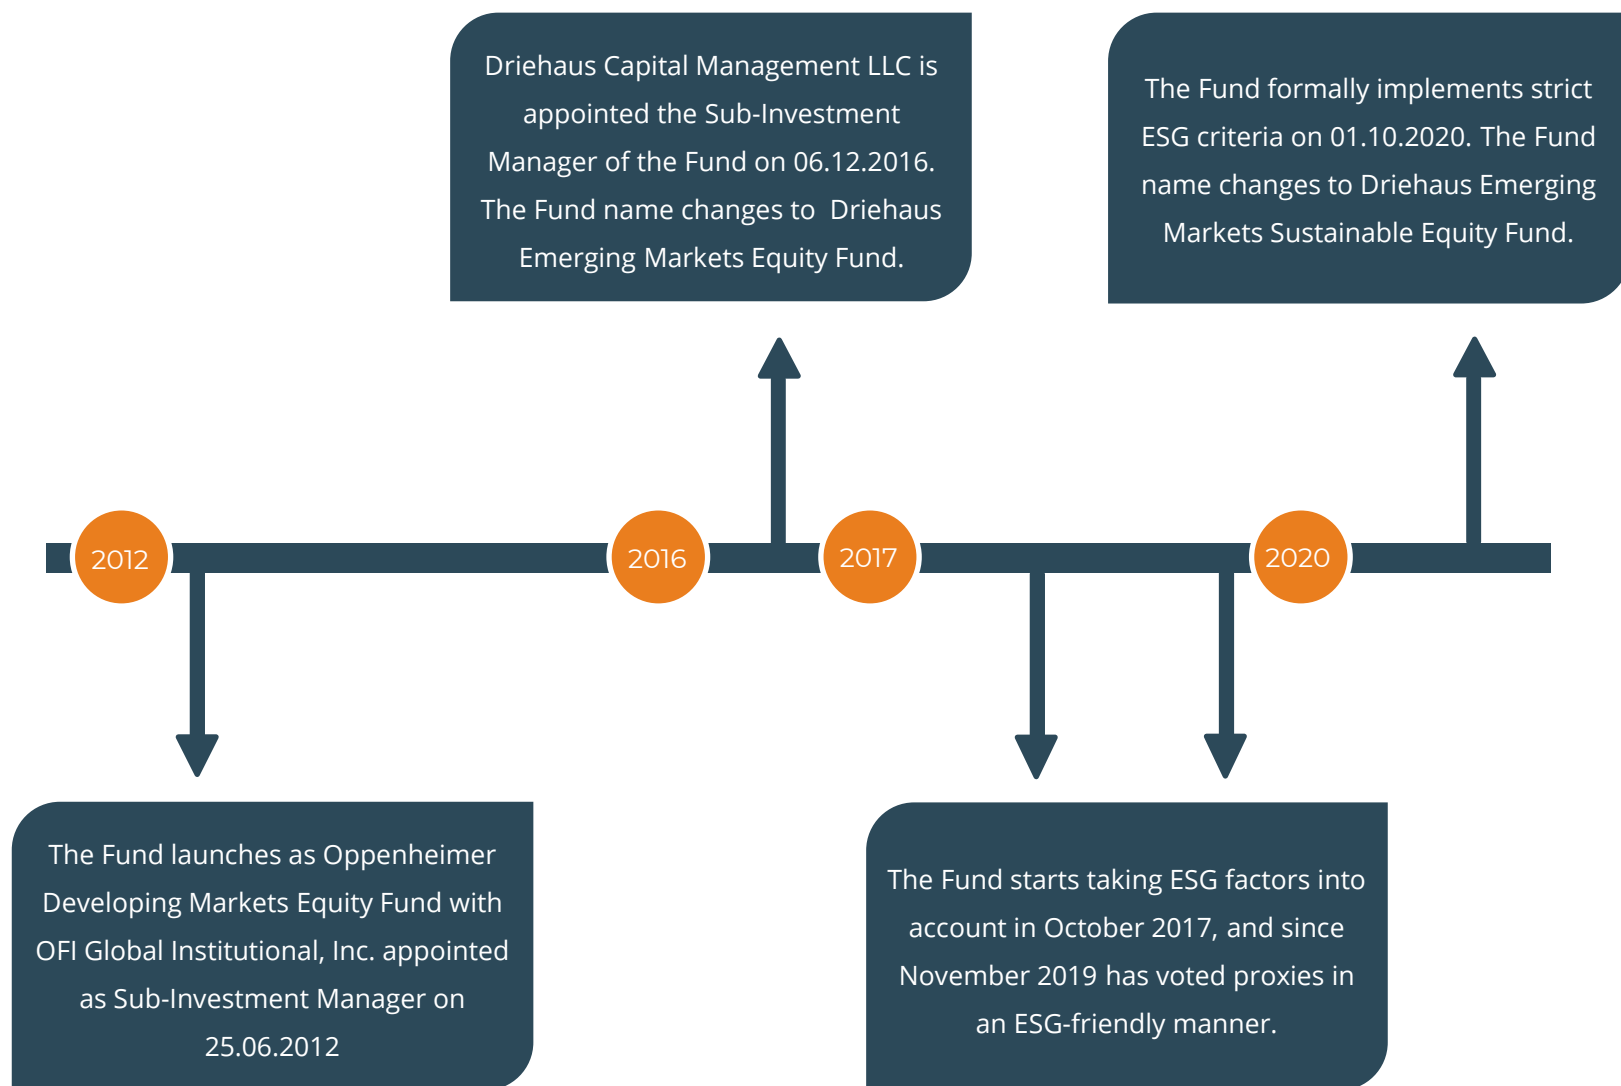 Driehaus Capital Management LLC is
appointed the Sub-Investment
Manager of the Fund on 06.12.2016.
The Fund name changes to  Driehaus
Emerging Markets Equity Fund.
The Fund formally implements strict
ESG criteria on 01.10.2020. The Fund
name changes to Driehaus Emerging
Markets Sustainable Equity Fund.
2012
2016
2017
2020
The Fund launches as Oppenheimer
Developing Markets Equity Fund with
OFI Global Institutional, Inc. appointed
as Sub-Investment Manager on
25.06.2012
The Fund starts taking ESG factors into
account in October 2017, and since
November 2019 has voted proxies in
an ESG-friendly manner.